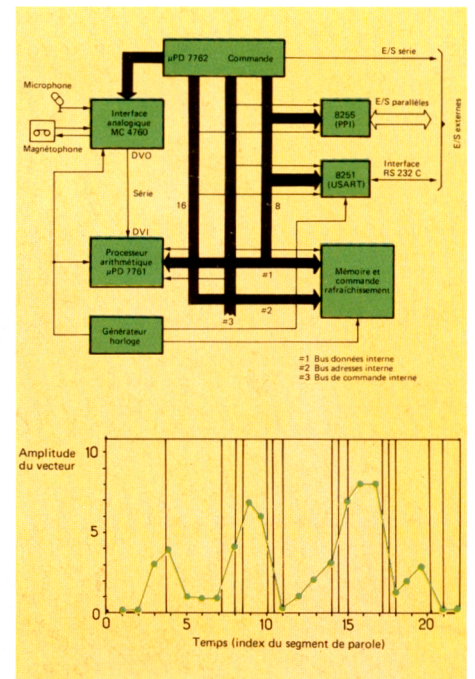 µPD 7762 Commande
E/S série
Microphone
Interface
analogique
MC 4760
Magnétophone
DVO
8255
(PPI)
E/S parallèles
E/S externes
8251
(USART)
Interface
RS 232 C
Série
16
8
DVI
Processeur
arithmétique
µPD 7761
#1
Mémoire et
commande
rafraîchissement
#2
Générateur
horloge
#3
#1 Bus données interne
#2 Bus adresses interne
#3 Bus de commande interne
Amplitude
du vecteur
10
5
0
0 5 10 15 20
Temps (index du segment de parole)